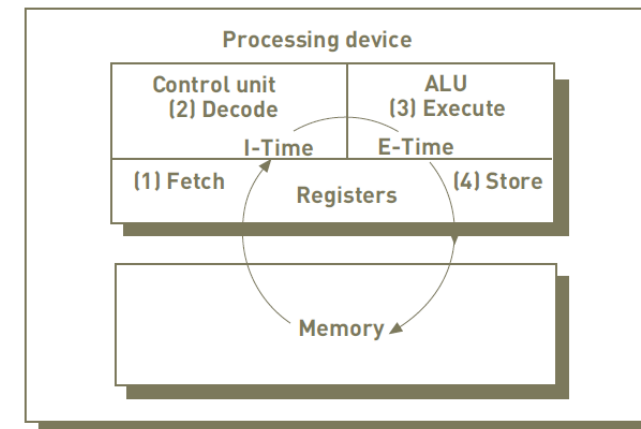 Processing device
Control unit
(2) Decode
ALU
(3) Execute
I-Time
E-Time
(1) Fetch
Registers
(4) Store
Memory